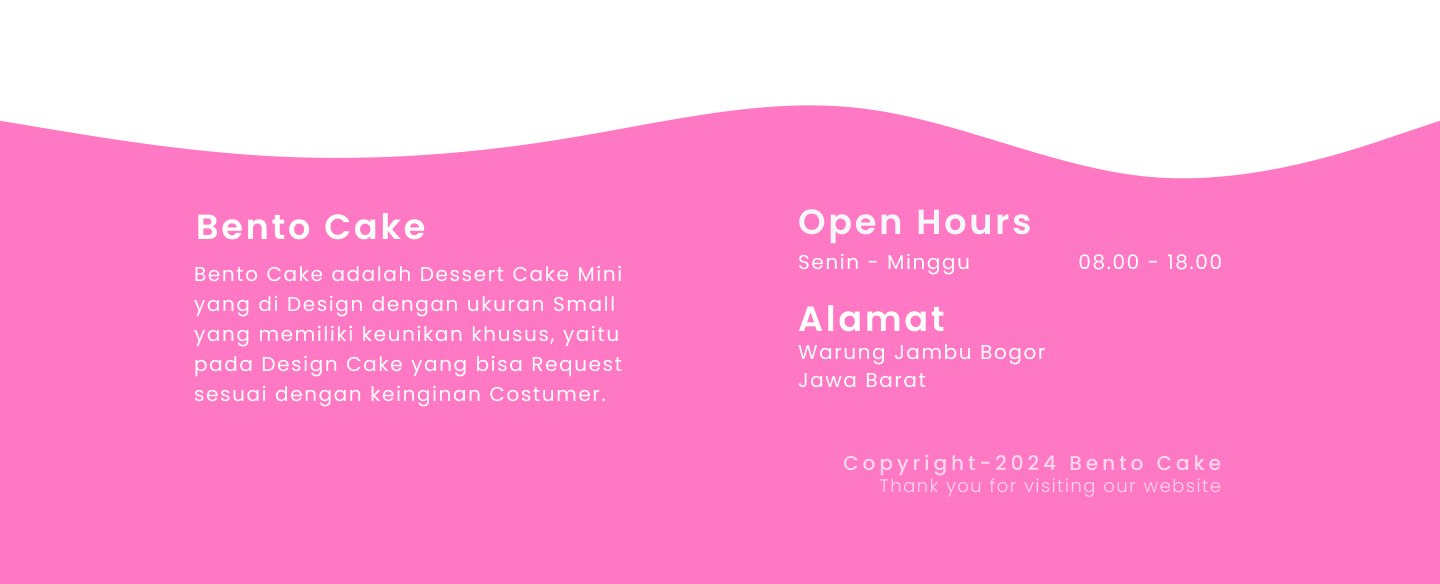 Bento Cake
Bento Cake adalah Dessert Cake Mini
yang di Design dengan ukuran Small
yang memiliki keunikan khusus, yaitu
pada Design Cake yang bisa Request
sesuai dengan keinginan Costumer.
Open Hours
Senin - Minggu 08.00 - 18.00
Alamat
Warung Jambu Bogor
Jawa Barat
Copyright-2024 Bento Cake
Thank you for visiting our website